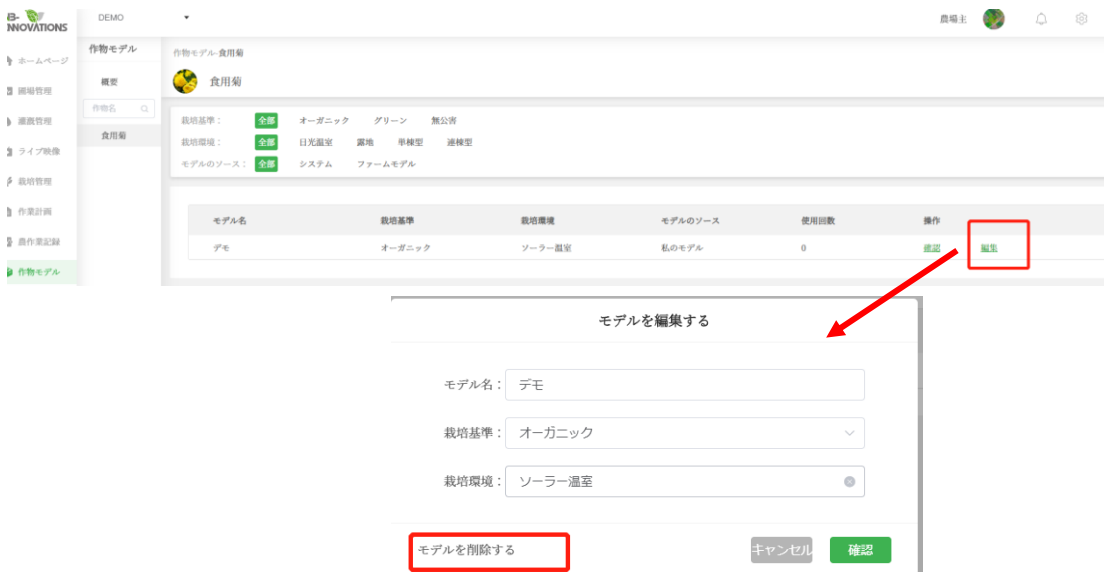 B-
NNOVATIONS
DEMO
農場主
ホームページ
圃場管理
灌漑管理
ライブ映像
栽培管理
作業計画
農作業記録
作物モデル
作物モデル
概要
作物名
食用菊
作物モデル-食用菊
食用菊
栽培基準： 全部 オーガニック グリーン 無公害
栽培環境： 全部 日光温室 露地 単棟型 連棟型
モデルのソース： 全部 システム ファームモデル
モデル名 栽培基準 栽培環境 モデルのソース 使用回数 操作
デモ オーガニック ソーラー温室 私のモデル 0 確認 編集
モデルを編集する
モデル名： デモ
栽培基準： オーガニック
栽培環境： ソーラー温室
モデルを削除する キャンセル 確認